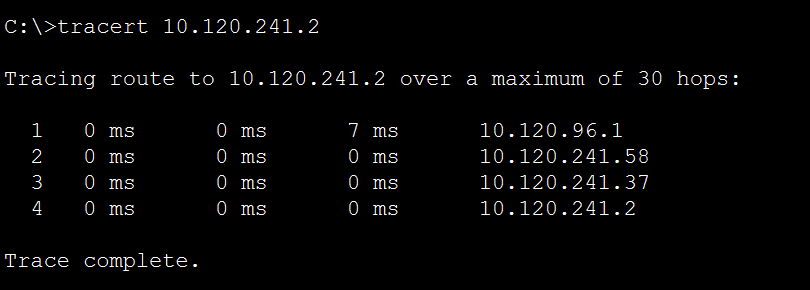 C:\>tracert 10.120.241.2
Tracing route to 10.120.241.2 over a maximum of 30 hops:
1 0 ms 0 ms 7 ms 10.120.96.1
2 0 ms 0 ms 0 ms 10.120.241.58
3 0 ms 0 ms 0 ms 10.120.241.37
4 0 ms 0 ms 0 ms 10.120.241.2
Trace complete.